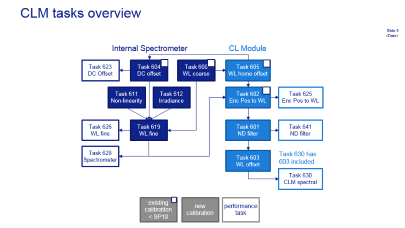 CLM tasks overview
Slide 5
<Date>
Internal Spectrometer
CL Module
Task 623
DC Offset
Task 604
DC offset
Task 606
WL coarse
Task 605
WL home offset
Task 611
Non-linearity
Task 612
Irradiance
Task 602
Enc Pos to WL
Task 625
Enc Pos to WL
Task 626
WL fine
Task 619
WL fine
Task 601
ND filter
Task 641
ND filter
Task 628
Spectrometer
Task 603
WL offset
Task 630 has
603 included
Task 630
CLM spectral
existing
calibration
< SP18
new
calibration
performance
task